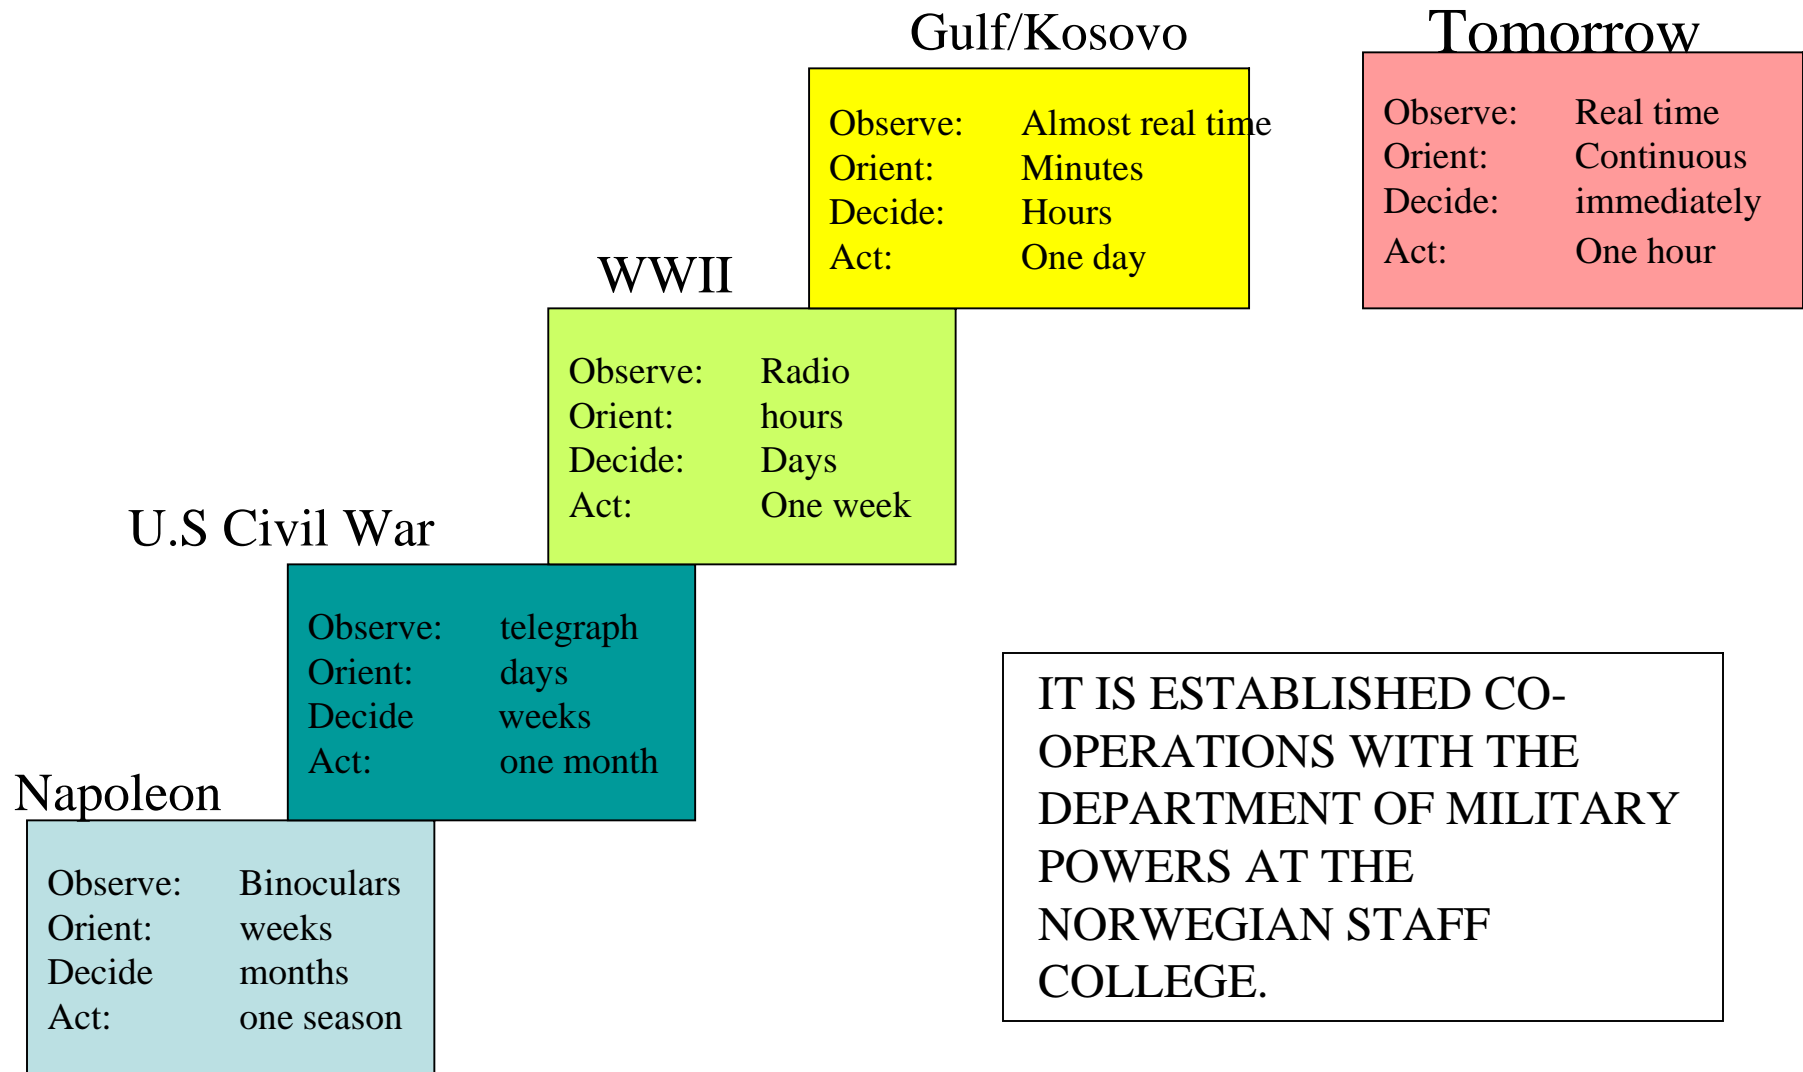 Gulf/Kosovo
Observe: Almost real time
Orient: Minutes
Decide: Hours
Act: One day
Tomorrow
Observe: Real time
Orient: Continuous
Decide: immediately
Act: One hour
WWII
Observe: Radio
Orient: hours
Decide: Days
Act: One week
U.S Civil War
Observe: telegraph
Orient: days
Decide weeks
Act: one month
Napoleon
Observe: Binoculars
Orient: weeks
Decide months
Act: one season
IT IS ESTABLISHED CO-
OPERATIONS WITH THE
DEPARTMENT OF MILITARY
POWERS AT THE
NORWEGIAN STAFF
COLLEGE.